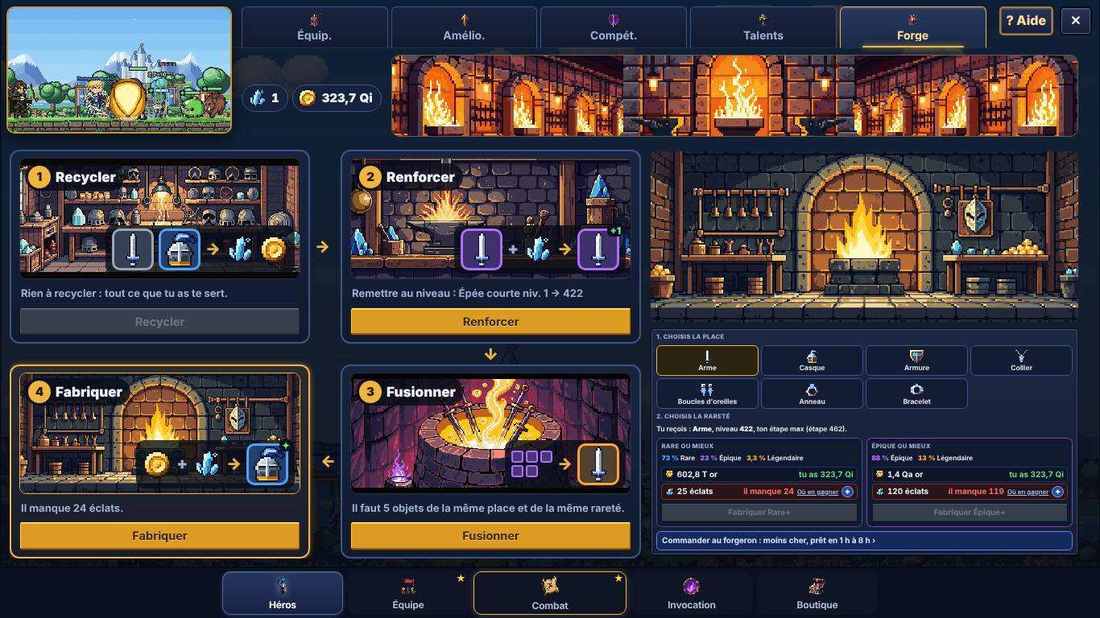 Équip.
Amélio.
Compét.
Talents
Forge
? Aide
✕
1
323,7 Qi
1 Recycler
Rien à recycler : tout ce que tu as te sert.
Recycler
2 Renforcer
+1
Remettre au niveau : Épée courte niv. 1 → 422
Renforcer
4 Fabriquer
Il manque 24 éclats.
Fabriquer
3 Fusionner
Il faut 5 objets de la même place et de la même rareté.
Fusionner
1. CHOISIS LA PLACE
Arme
Casque
Armure
Collier
Boucles d'oreilles
Anneau
Bracelet
2. CHOISIS LA RARETÉ
Tu reçois : Arme, niveau 422, ton étape max (étape 462).
RARE OU MIEUX
73 % Rare 23 % Épique 3,3 % Légendaire
602,8 T or tu as 323,7 Qi
25 éclats il manque 24 Où en gagner +
Fabriquer Rare+
ÉPIQUE OU MIEUX
88 % Épique 13 % Légendaire
1,4 Qa or tu as 323,7 Qi
120 éclats il manque 119 Où en gagner +
Fabriquer Épique+
Commander au forgeron : moins cher, prêt en 1 h à 8 h ›
Héros
Équipe
Combat
Invocation
Boutique